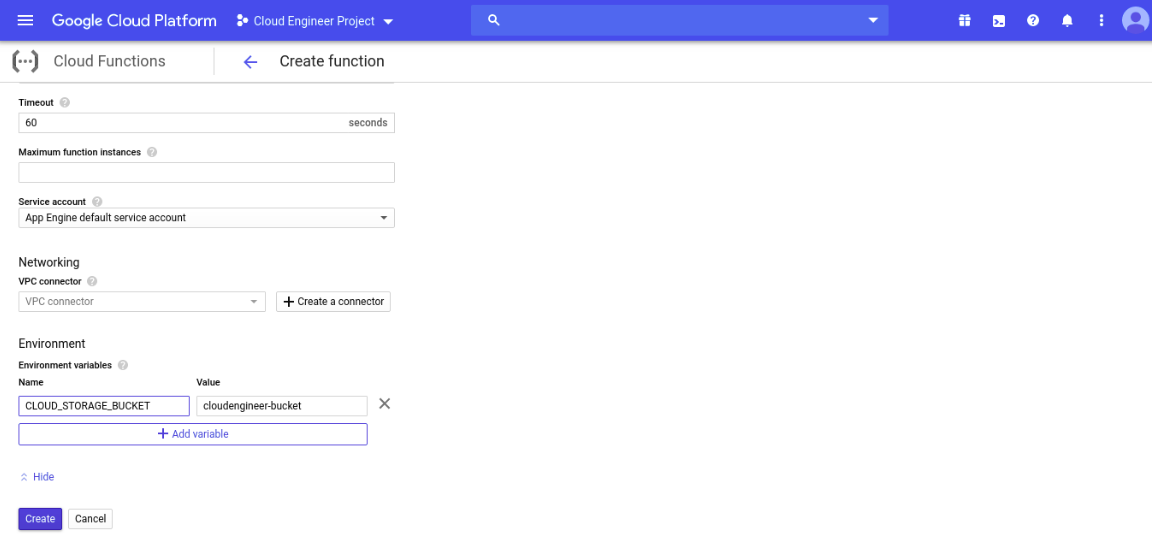 Google Cloud Platform Cloud Engineer Project
Cloud Functions Create function
Timeout
60 seconds
Maximum function instances
Service account
App Engine default service account
Networking
VPC connector
VPC connector Create a connector
Environment
Environment variables
Name Value
CLOUD_STORAGE_BUCKET cloudengineer-bucket
Add variable
Hide
Create Cancel